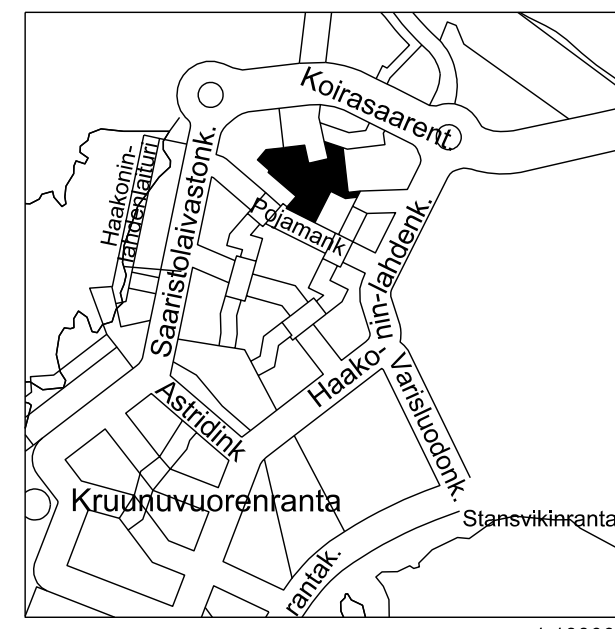 Koirasaarent.
Haakonin-
lahdenlaituri
Saaristolaivastonk.
Pojamank
Haako-
nin-lahdenk.
Varisluodonk.
Astridink
Kruunuvuorenranta
Stansvikinranta
rantak.